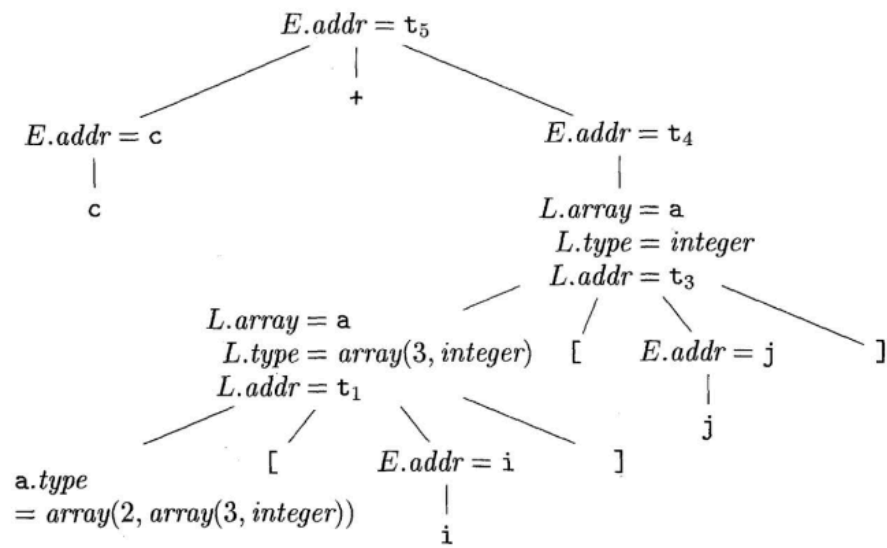 E.addr = t₅
+
E.addr = c
E.addr = t₄
c
L.array = a
L.type = integer
L.addr = t₃
L.array = a
L.type = array(3, integer)
L.addr = t₁
[
E.addr = j
]
j
a.type
= array(2, array(3, integer))
[
E.addr = i
]
i